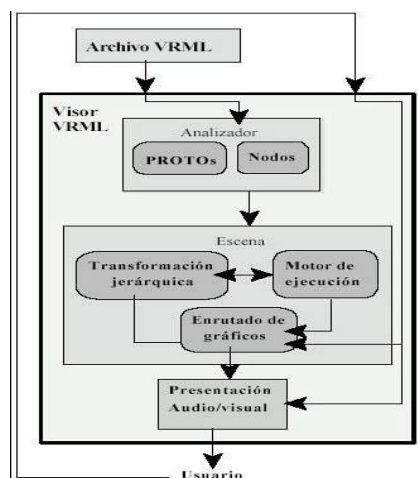 Archivo VRML
Visor
VRML
Analizador
PROTOs
Nodos
Escena
Transformación
jerárquica
Motor de
ejecución
Enrutado de
gráficos
Presentación
Audio/visual
Usuario